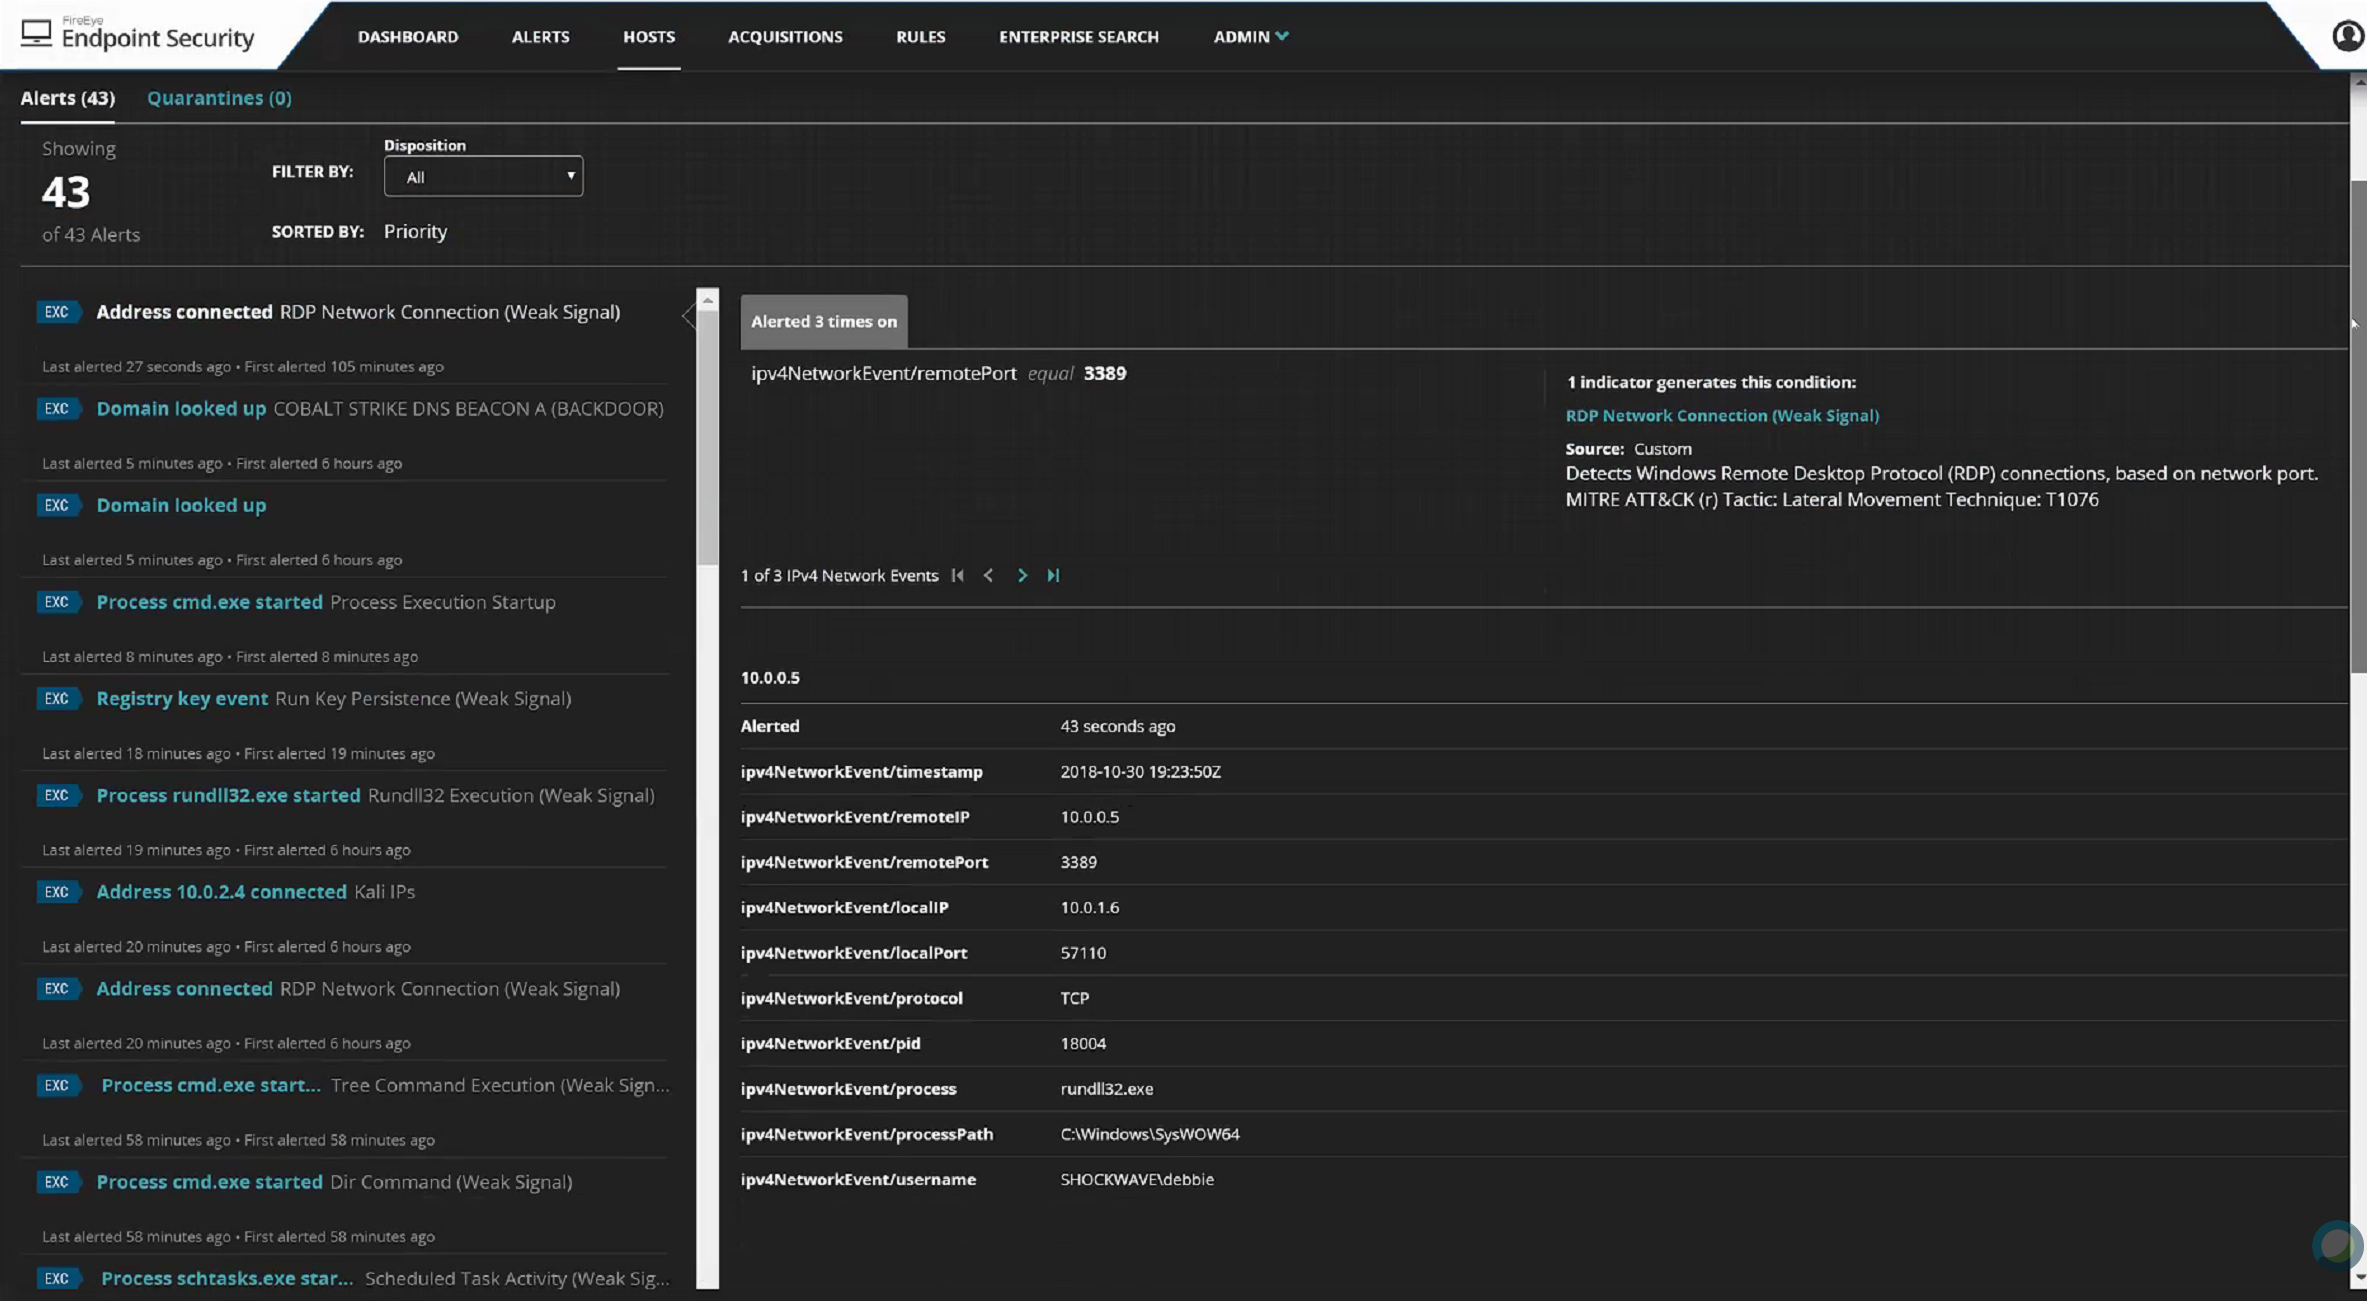 FireEye
Endpoint Security
DASHBOARD ALERTS HOSTS ACQUISITIONS RULES ENTERPRISE SEARCH ADMIN
Alerts (43) Quarantines (0)
Showing
43
of 43 Alerts
FILTER BY:
Disposition
All
SORTED BY: Priority
EXC Address connected RDP Network Connection (Weak Signal)
Last alerted 27 seconds ago • First alerted 105 minutes ago
EXC Domain looked up COBALT STRIKE DNS BEACON A (BACKDOOR)
Last alerted 5 minutes ago • First alerted 6 hours ago
EXC Domain looked up
Last alerted 5 minutes ago • First alerted 6 hours ago
EXC Process cmd.exe started Process Execution Startup
Last alerted 8 minutes ago • First alerted 8 minutes ago
EXC Registry key event Run Key Persistence (Weak Signal)
Last alerted 18 minutes ago • First alerted 19 minutes ago
EXC Process rundll32.exe started Rundll32 Execution (Weak Signal)
Last alerted 19 minutes ago • First alerted 6 hours ago
EXC Address 10.0.2.4 connected Kali IPs
Last alerted 20 minutes ago • First alerted 6 hours ago
EXC Address connected RDP Network Connection (Weak Signal)
Last alerted 20 minutes ago • First alerted 6 hours ago
EXC Process cmd.exe start... Tree Command Execution (Weak Sign...
Last alerted 58 minutes ago • First alerted 58 minutes ago
EXC Process cmd.exe started Dir Command (Weak Signal)
Last alerted 58 minutes ago • First alerted 58 minutes ago
EXC Process schtasks.exe star... Scheduled Task Activity (Weak Sig...
Alerted 3 times on
ipv4NetworkEvent/remotePort equal 3389
1 indicator generates this condition:
RDP Network Connection (Weak Signal)
Source: Custom
Detects Windows Remote Desktop Protocol (RDP) connections, based on network port.
MITRE ATT&CK (r) Tactic: Lateral Movement Technique: T1076
1 of 3 IPv4 Network Events
10.0.0.5
Alerted 43 seconds ago
ipv4NetworkEvent/timestamp 2018-10-30 19:23:50Z
ipv4NetworkEvent/remoteIP 10.0.0.5
ipv4NetworkEvent/remotePort 3389
ipv4NetworkEvent/localIP 10.0.1.6
ipv4NetworkEvent/localPort 57110
ipv4NetworkEvent/protocol TCP
ipv4NetworkEvent/pid 18004
ipv4NetworkEvent/process rundll32.exe
ipv4NetworkEvent/processPath C:\Windows\SysWOW64
ipv4NetworkEvent/username SHOCKWAVE\debbie